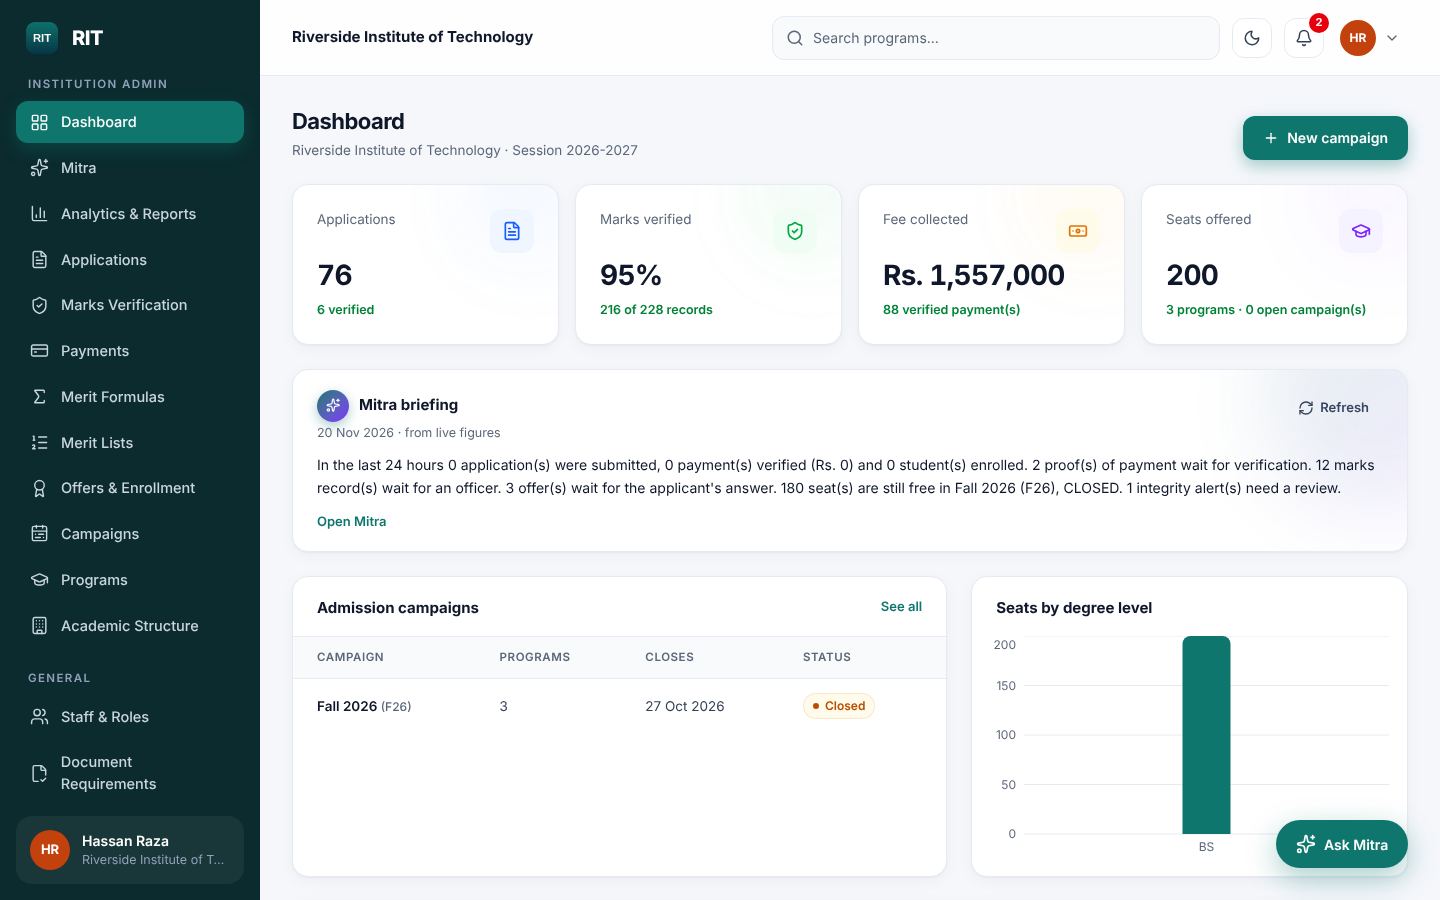 RIT
RIT
INSTITUTION ADMIN
Dashboard
Mitra
Analytics & Reports
Applications
Marks Verification
Payments
Merit Formulas
Merit Lists
Offers & Enrollment
Campaigns
Programs
Academic Structure
GENERAL
Staff & Roles
Document
Requirements
HR
Hassan Raza
Riverside Institute of T...
Riverside Institute of Technology
Search programs...
2
HR
Dashboard
Riverside Institute of Technology · Session 2026-2027
New campaign
Applications
76
6 verified
Marks verified
95%
216 of 228 records
Fee collected
Rs. 1,557,000
88 verified payment(s)
Seats offered
200
3 programs · 0 open campaign(s)
Mitra briefing
Refresh
20 Nov 2026 · from live figures
In the last 24 hours 0 application(s) were submitted, 0 payment(s) verified (Rs. 0) and 0 student(s) enrolled. 2 proof(s) of payment wait for verification. 12 marks
record(s) wait for an officer. 3 offer(s) wait for the applicant's answer. 180 seat(s) are still free in Fall 2026 (F26), CLOSED. 1 integrity alert(s) need a review.
Open Mitra
Admission campaigns
See all
CAMPAIGN PROGRAMS CLOSES STATUS
Fall 2026 (F26) 3 27 Oct 2026 Closed
Seats by degree level
200
150
100
50
0
BS
Ask Mitra